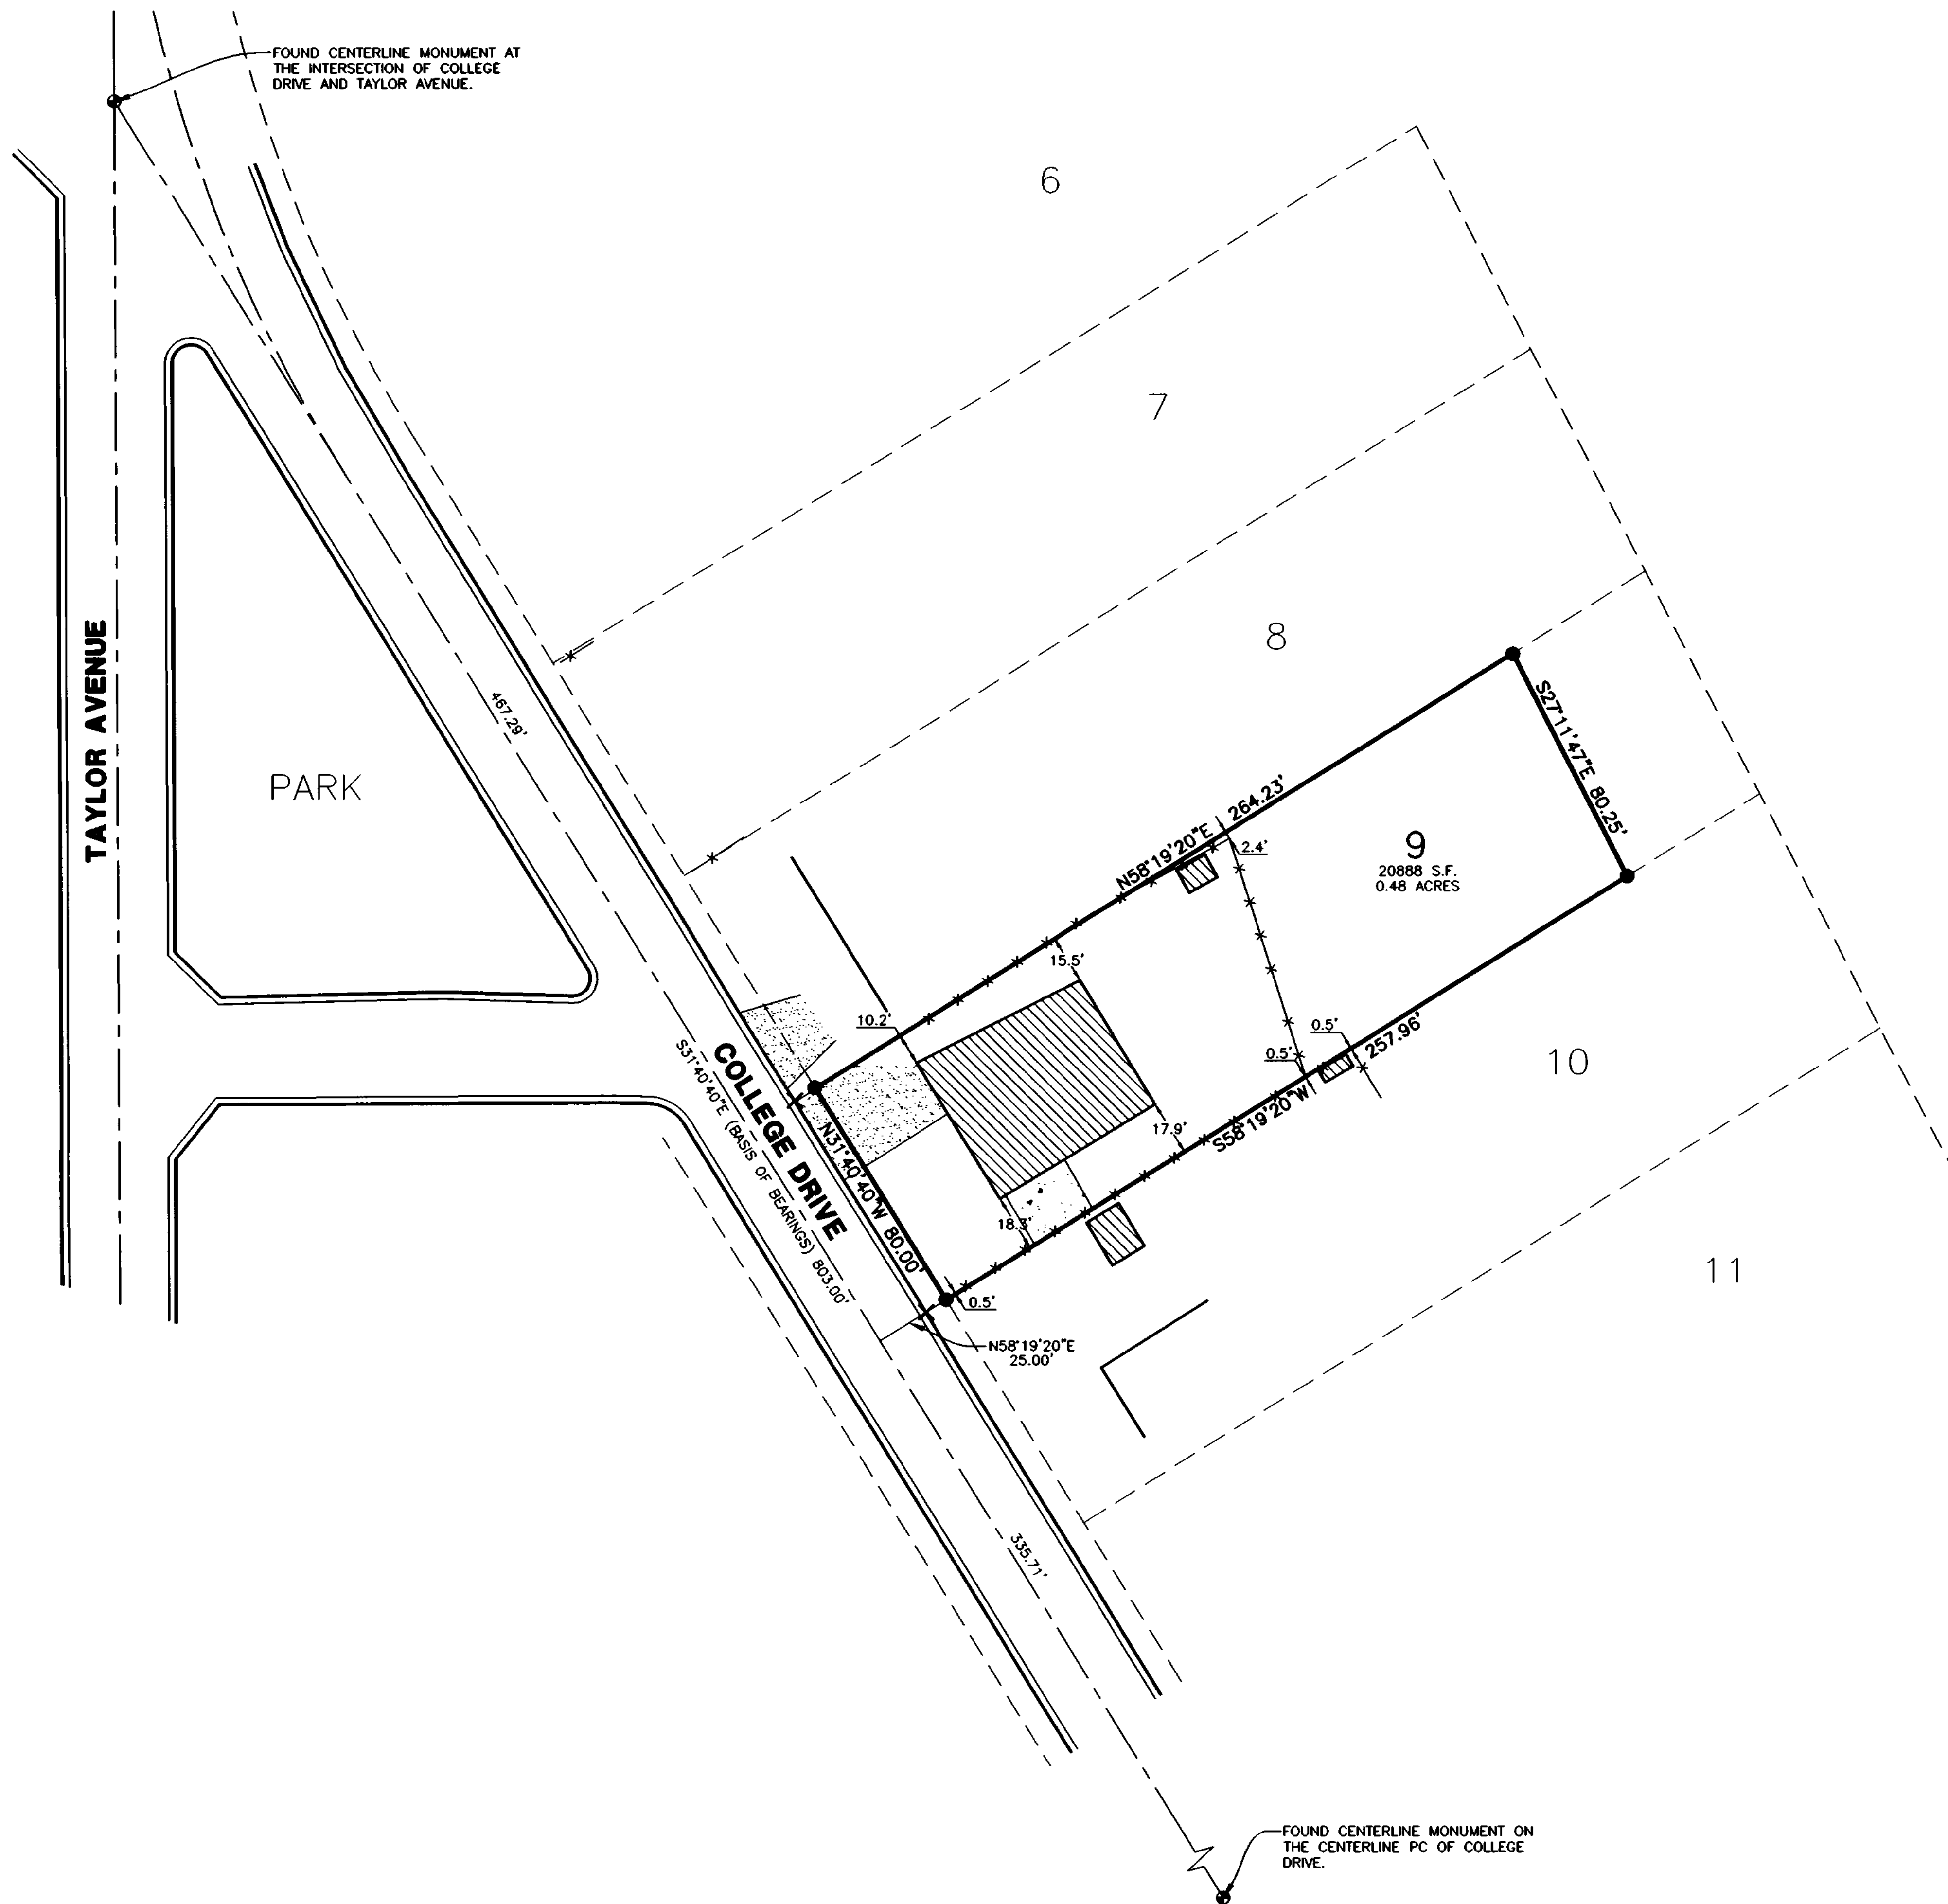 FOUND CENTERLINE MONUMENT AT
THE INTERSECTION OF COLLEGE
DRIVE AND TAYLOR AVENUE.
6
7
8
TAYLOR AVENUE
PARK
467.29'
N58°19'20"E 264.23'
S27°11'47"E 80.25'
2.4'
9
20888 S.F.
0.48 ACRES
15.5'
10.2'
0.5'
0.5'
257.96'
S58°19'20"W
10
17.9'
COLLEGE DRIVE
S31°40'40"E (BASIS OF BEARINGS) 803.00'
N31°40'40"W 80.00'
18.3'
0.5'
N58°19'20"E
25.00'
11
335.71'
FOUND CENTERLINE MONUMENT ON
THE CENTERLINE PC OF COLLEGE
DRIVE.